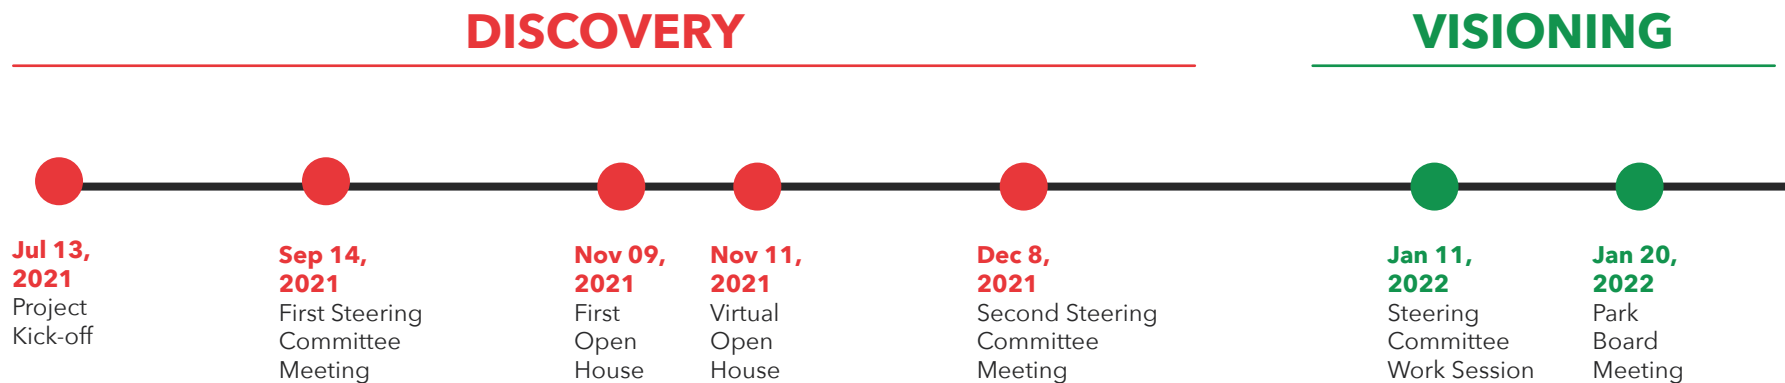 DISCOVERY
VISIONING
Jul 13,
2021
Project
Kick-off
Sep 14,
2021
First Steering
Committee
Meeting
Nov 09,
2021
First
Open
House
Nov 11,
2021
Virtual
Open
House
Dec 8,
2021
Second Steering
Committee
Meeting
Jan 11,
2022
Steering
Committee
Work Session
Jan 20,
2022
Park
Board
Meeting